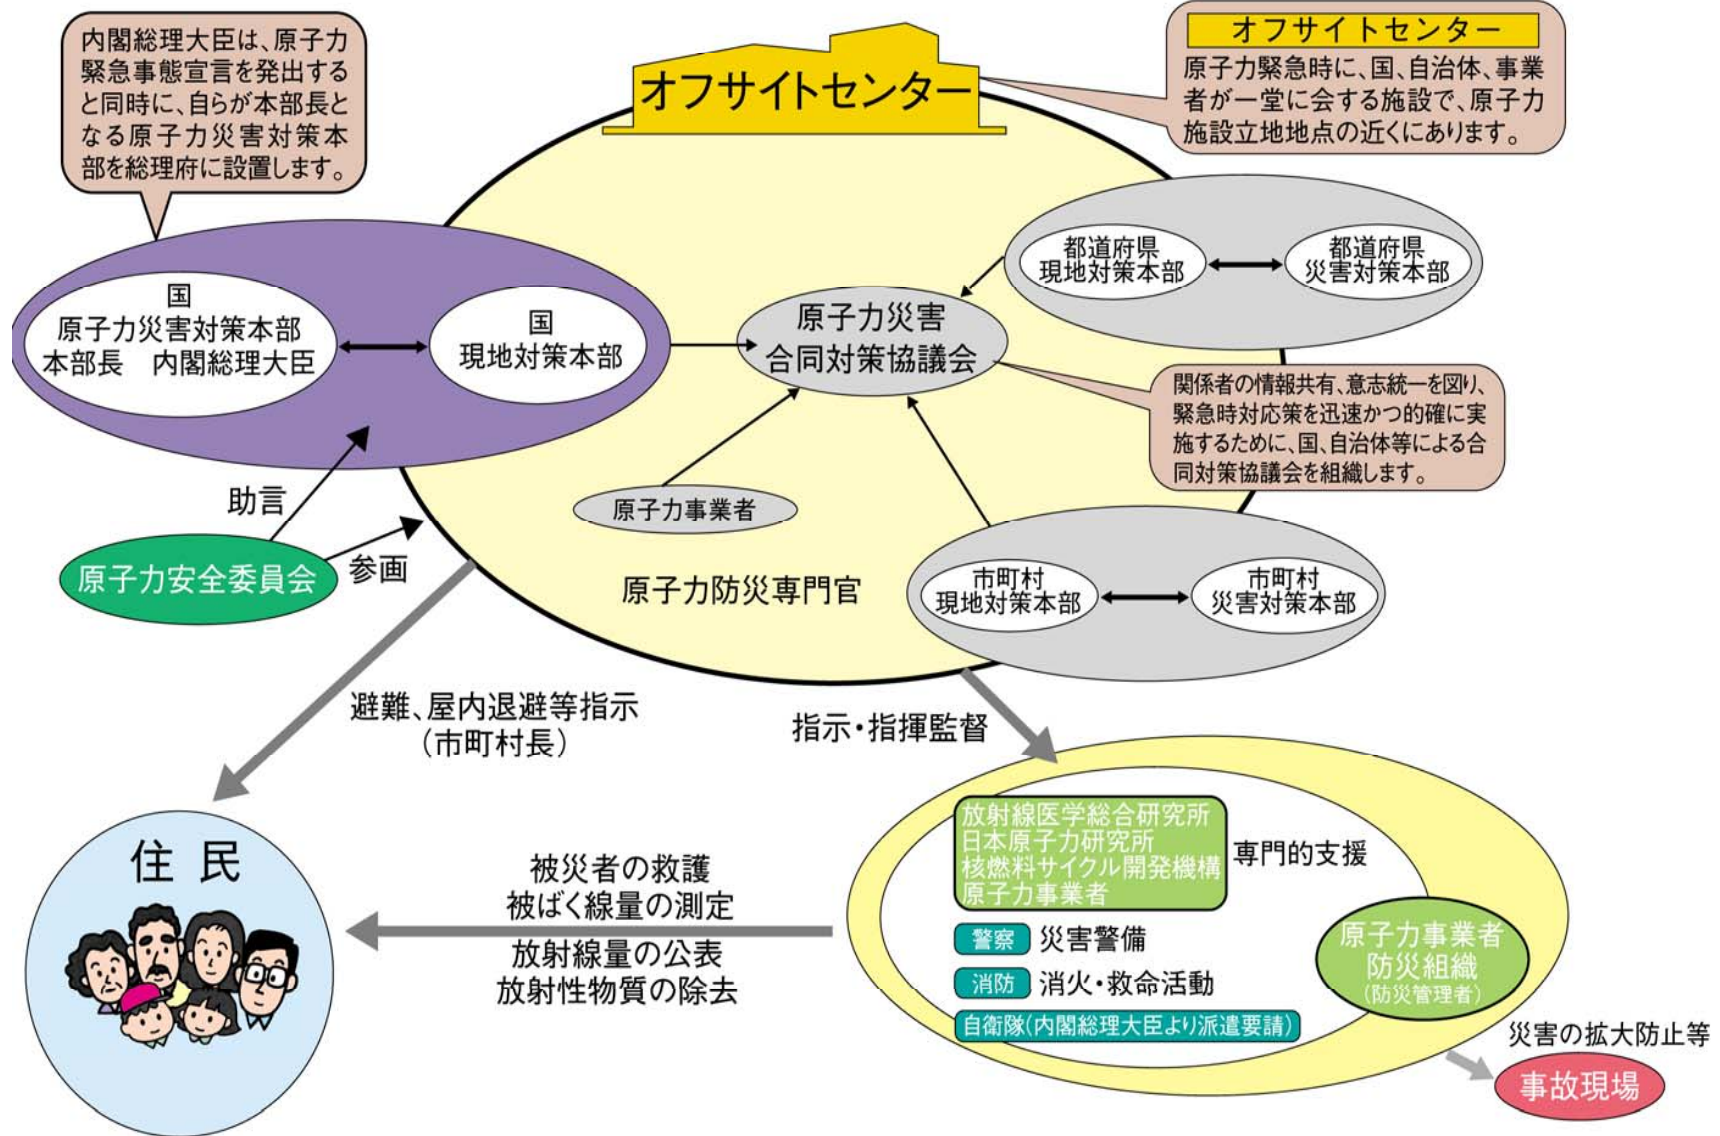 内閣総理大臣は、原子力
緊急事態宣言を発出する
と同時に、自らが本部長と
なる原子力災害対策本
部を総理府に設置します。
オフサイトセンター
オフサイトセンター
原子力緊急時に、国、自治体、事業
者が一堂に会する施設で、原子力
施設立地地点の近くにあります。
国
原子力災害対策本部
本部長　内閣総理大臣
国
現地対策本部
原子力災害
合同対策協議会
都道府県
現地対策本部
都道府県
災害対策本部
関係者の情報共有、意志統一を図り、
緊急時対応策を迅速かつ的確に実
施するために、国、自治体等による合
同対策協議会を組織します。
助言
原子力安全委員会
参画
原子力事業者
原子力防災専門官
市町村
現地対策本部
市町村
災害対策本部
避難、屋内退避等指示
（市町村長）
指示・指揮監督
住民
被災者の救護
被ばく線量の測定
放射線量の公表
放射性物質の除去
放射線医学総合研究所
日本原子力研究所
核燃料サイクル開発機構
原子力事業者
専門的支援
警察 災害警備
消防 消火・救命活動
自衛隊（内閣総理大臣より派遣要請）
原子力事業者
防災組織
（防災管理者）
災害の拡大防止等
事故現場